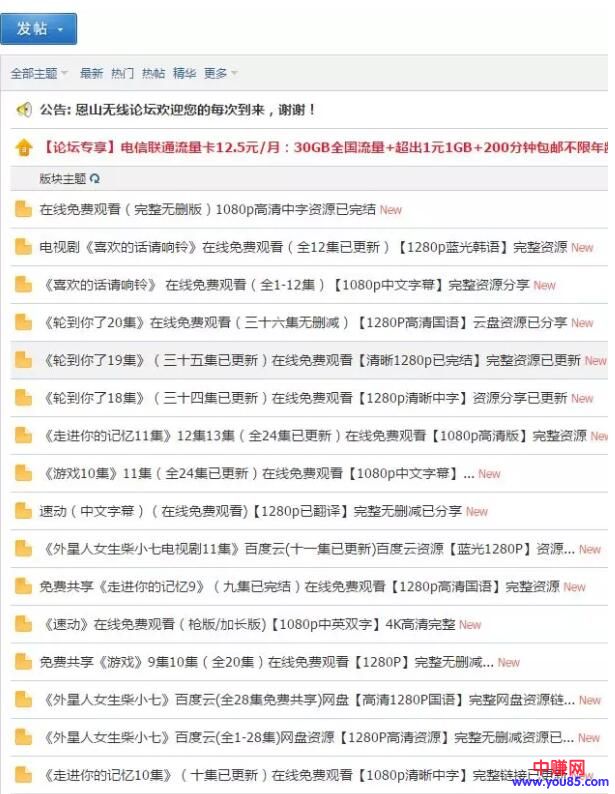 发帖
全部主题 最新 热门 热帖 精华 更多
公告: 恩山无线论坛欢迎您的每次到来，谢谢！
【论坛专享】电信联通流量卡12.5元/月：30GB全国流量+超出1元1GB+200分钟包邮不限年龄
版块主题
在线免费观看（完整无删版）1080p高清中字资源已完结 New
电视剧《喜欢的话请响铃》在线免费观看（全12集已更新）【1280p蓝光韩语】完整资源 New
《喜欢的话请响铃》 在线免费观看（全1-12集）【1080p中文字幕】完整资源分享 New
《轮到你了20集》在线免费观看（三十六集无删减）【1280P高清国语】云盘资源已分享 New
《轮到你了19集》（三十五集已更新）在线免费观看【清晰1280p已完结】完整资源已更新 New
《轮到你了18集》（三十四集已更新）在线免费观看【1280p清晰中字】资源分享已更新 New
《走进你的记忆11集》12集13集（全24集已更新）在线免费观看【1080p高清版】完整资源 New
《游戏10集》11集（全24集已更新）在线免费观看【1080p中文字幕】... New
速动（中文字幕）（在线免费观看)【1280p已翻译】完整无删减已分享 New
《外星人女生柴小七电视剧11集》百度云(十一集已更新)百度云资源【蓝光1280P】资源... New
免费共享《走进你的记忆9》（九集已完结）在线免费观看【1280p高清国语】完整资源 New
《速动》在线免费观看（枪版/加长版)【1080p中英双字】4K高清完整 New
免费共享《游戏》9集10集（全20集）在线免费观看【1280P】完整无删减... New
《外星人女生柴小七》百度云(全28集免费共享)网盘【高清1280P国语】完整网盘资源链... New
《外星人女生柴小七》百度云(全1-28集)网盘资源【1280P高清资源】完整无删减资源已... New
《走进你的记忆10集》（十集已更新）在线免费观看【1080p清晰中字】完整链接已更新
中赚网
www.you85.com